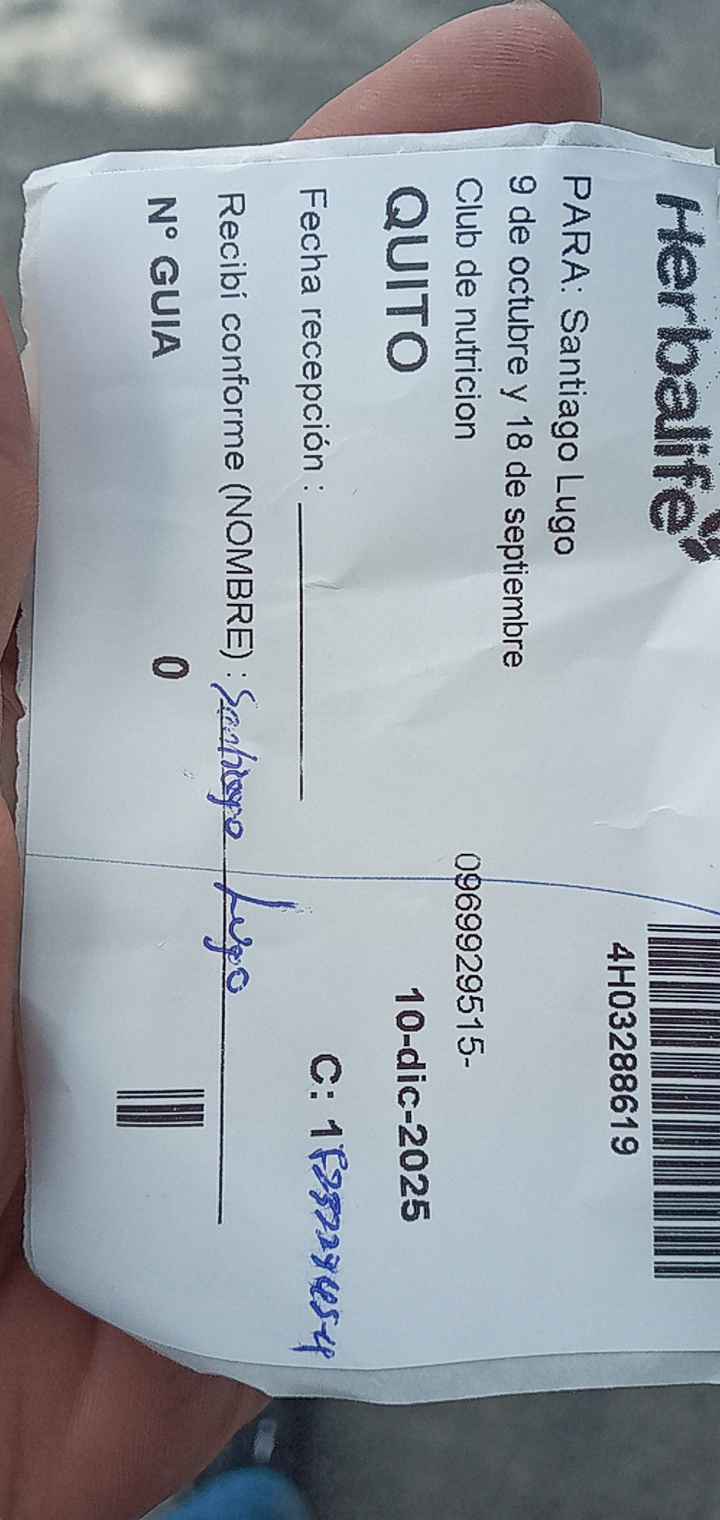 Herbalife
4H03288619
PARA: Santiago Lugo
9 de octubre y 18 de septiembre
Club de nutricion 0969929515-
QUITO 10-dic-2025
Fecha recepción : C: 1
Recibí conforme (NOMBRE) : Santiago Lugo
N° GUIA 0